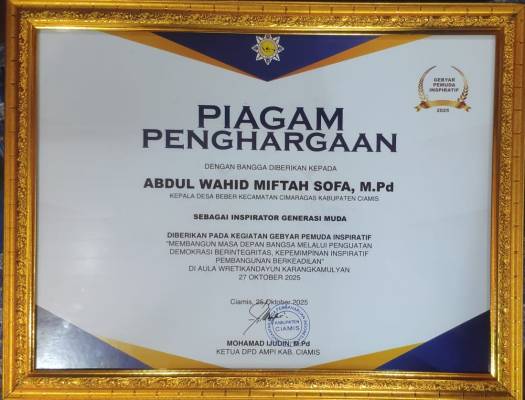 GEBYAR
PEMUDA
INSPIRATIF
2025
PIAGAM
PENGHARGAAN
DENGAN BANGGA DIBERIKAN KEPADA
ABDUL WAHID MIFTAH SOFA, M.Pd
KEPALA DESA BEBER KECAMATAN CIMARAGAS KABUPATEN CIAMIS
SEBAGAI INSPIRATOR GENERASI MUDA
DIBERIKAN PADA KEGIATAN GEBYAR PEMUDA INSPIRATIF
"MEMBANGUN MASA DEPAN BANGSA MELALUI PENGUATAN
DEMOKRASI BERINTEGRITAS, KEPEMIMPINAN INSPIRATIF
PEMBANGUNAN BERKEADILAN"
DI AULA WRETIKANDAYUN KARANGKAMULYAN
27 OKTOBER 2025
Ciamis, 25 Oktober 2025
KABUPATEN
CIAMIS
MOHAMAD IJUDIN, M.Pd
KETUA DPD AMPI KAB. CIAMIS